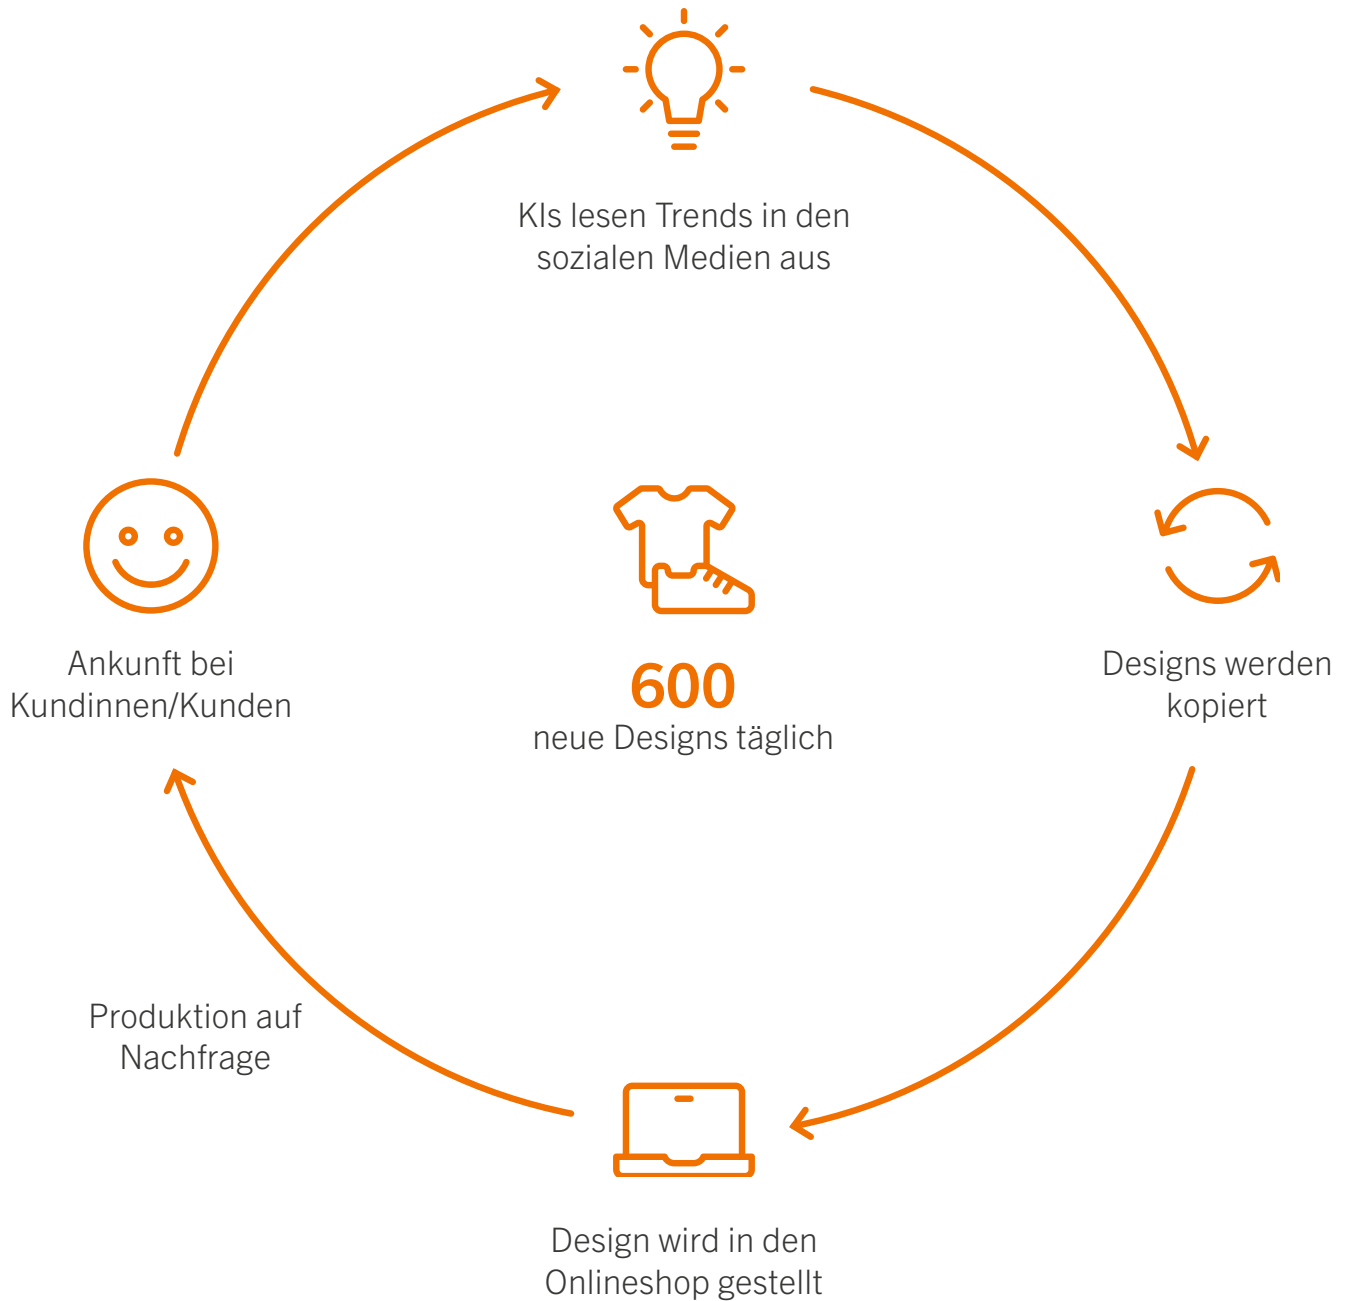 KIs lesen Trends in den
sozialen Medien aus
Designs werden
kopiert
Design wird in den
Onlineshop gestellt
Produktion auf
Nachfrage
Ankunft bei
Kundinnen/Kunden
600
neue Designs täglich